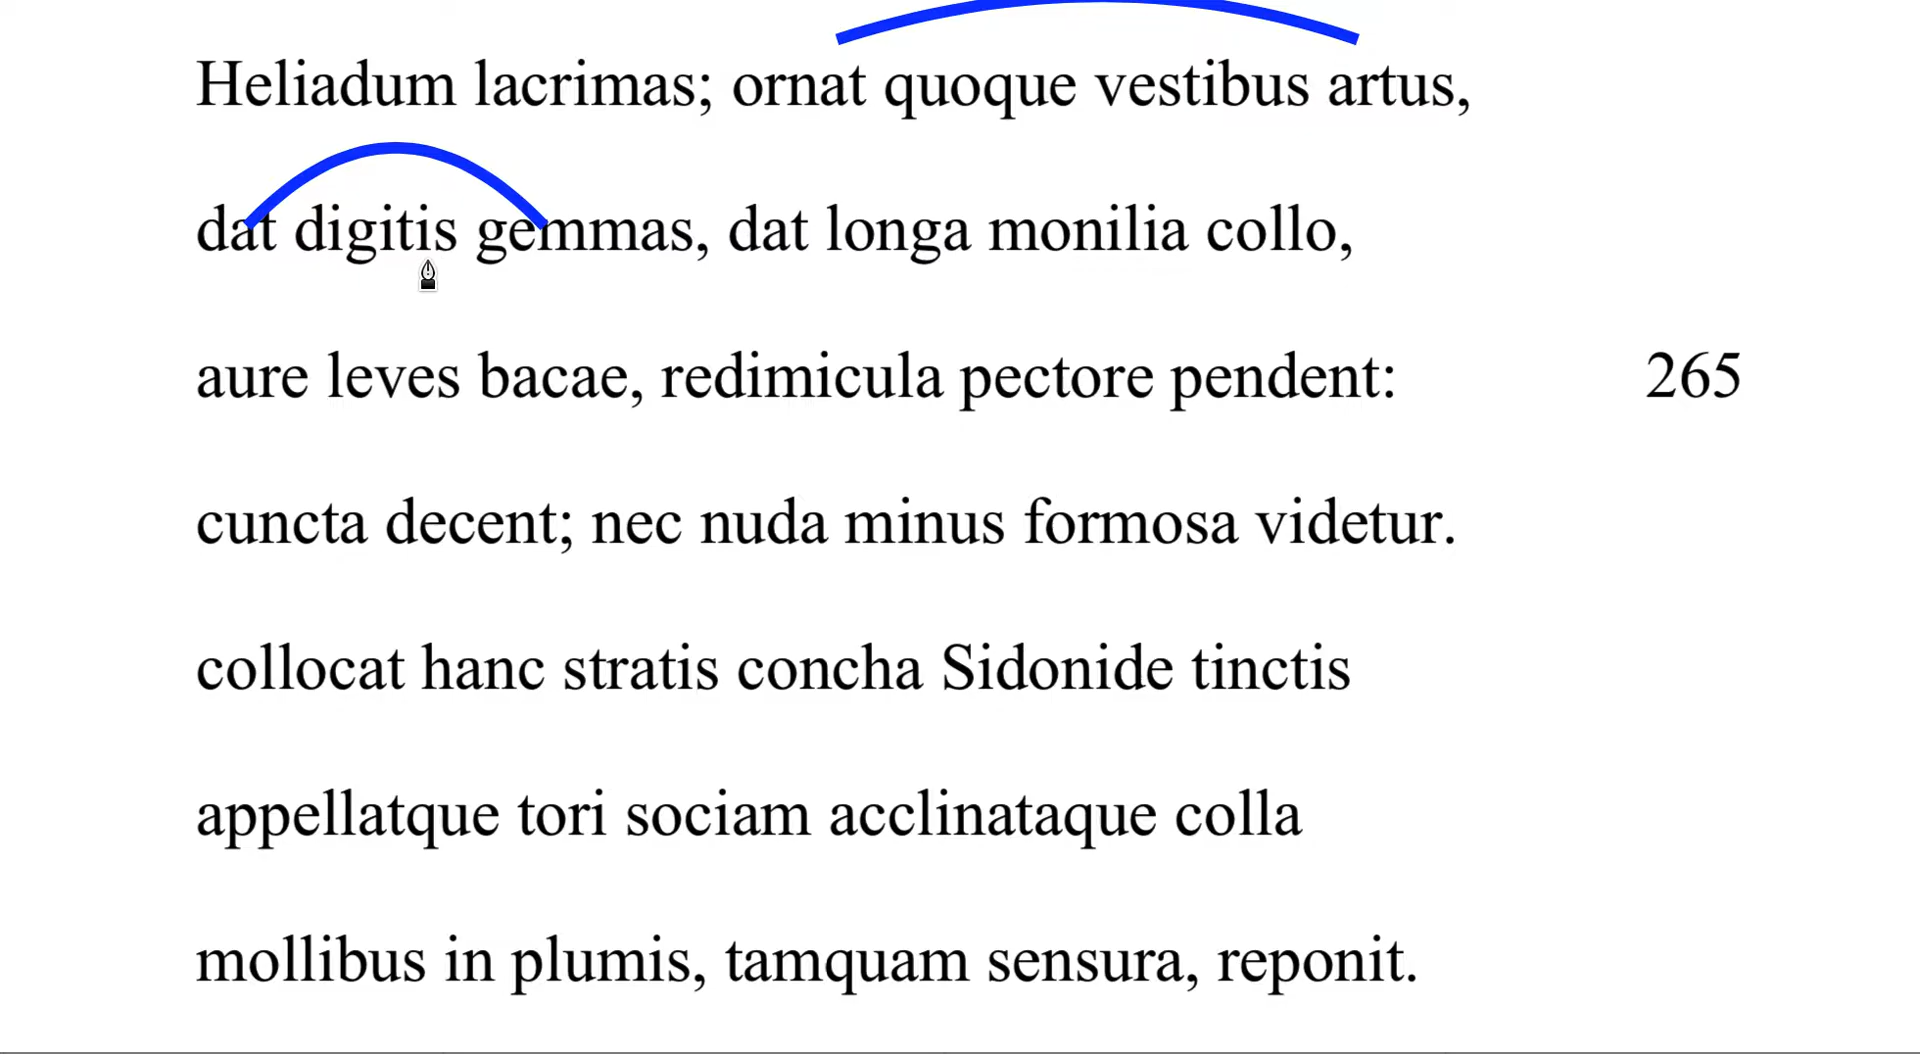 Heliadum lacrimas; ornat quoque vestibus artus,
dat digitis gemmas, dat longa monilia collo,
aure leves bacae, redimicula pectore pendent: 265
cuncta decent; nec nuda minus formosa videtur.
collocat hanc stratis concha Sidonide tinctis
appellatque tori sociam acclinataque colla
mollibus in plumis, tamquam sensura, reponit.